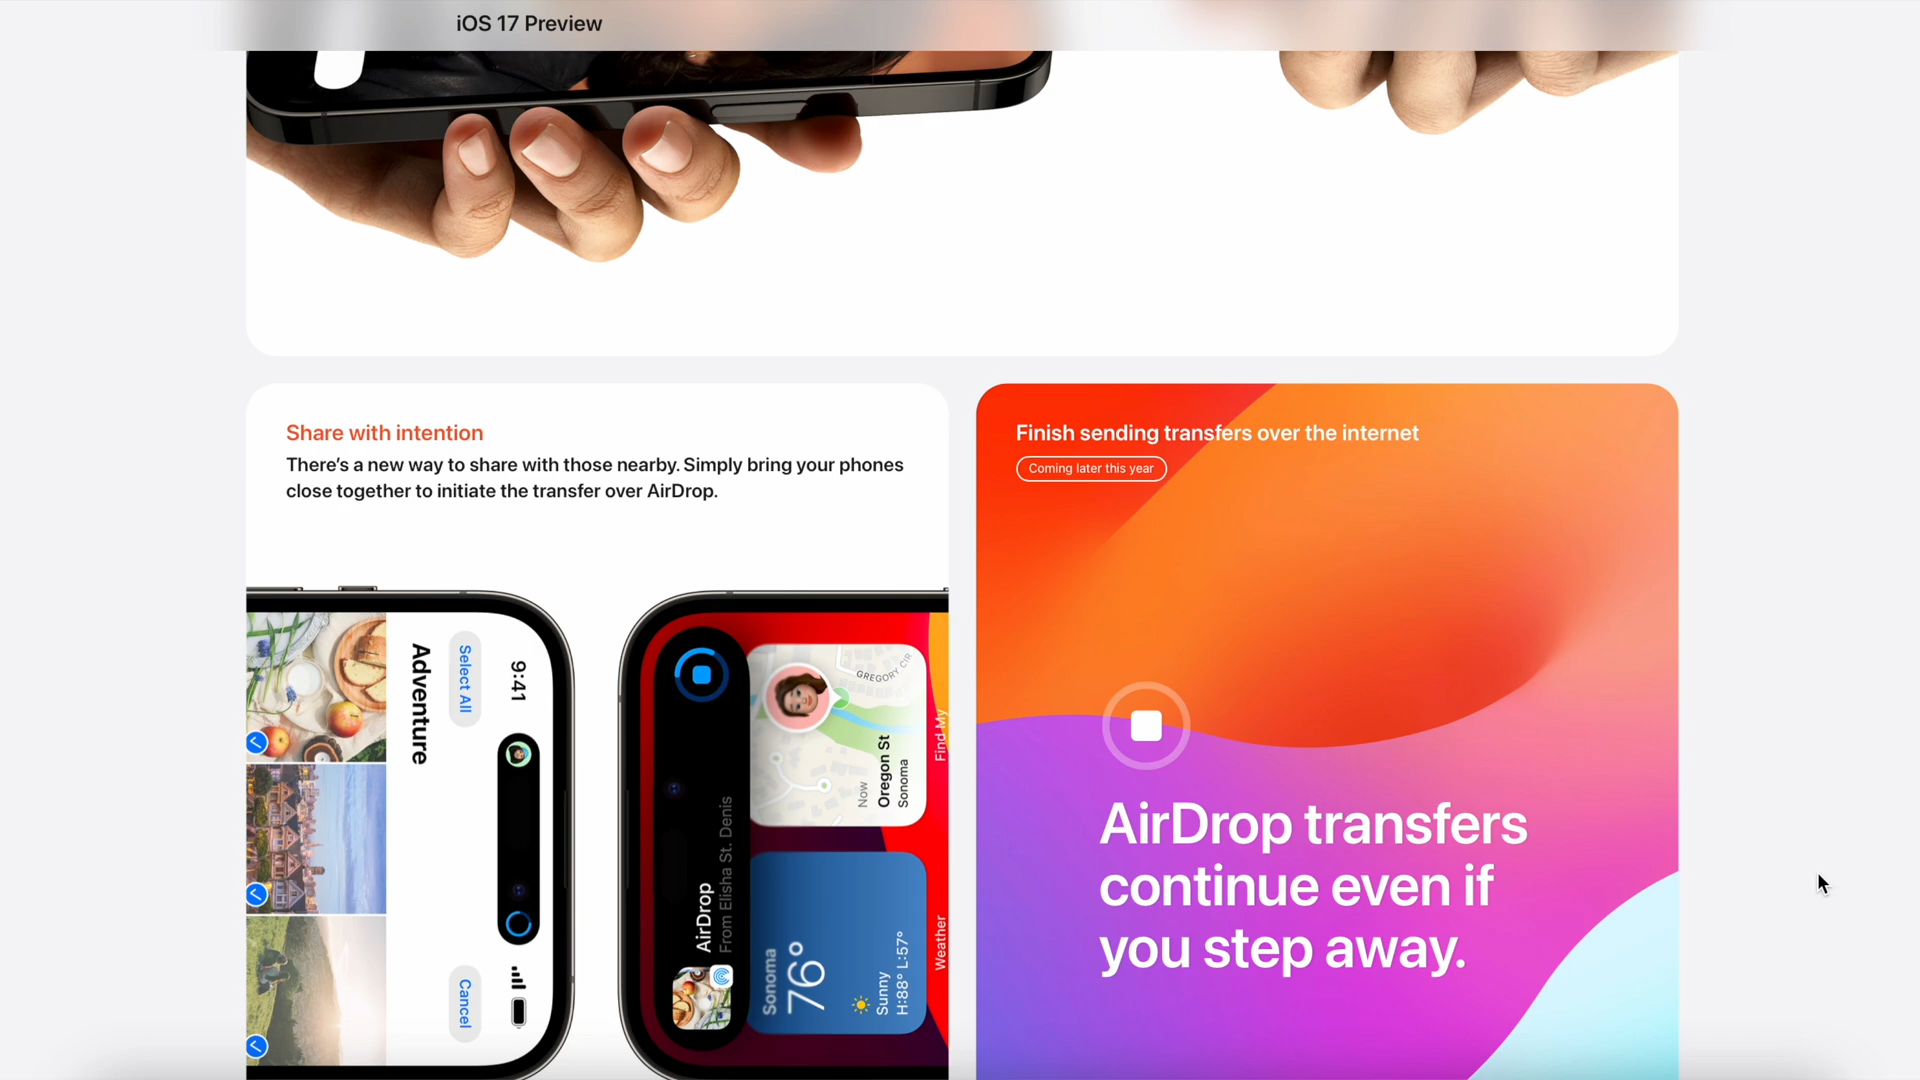 iOS 17 Preview
Share with intention
There's a new way to share with those nearby. Simply bring your phones
close together to initiate the transfer over AirDrop.
9:41
Select All
Cancel
Adventure
AirDrop
From Elisha St. Denis
GREGORY CIR
Now
Oregon St
Sonoma
Find My
Sonoma
76°
Sunny
H:88° L:57°
Weather
Finish sending transfers over the internet
Coming later this year
AirDrop transfers
continue even if
you step away.